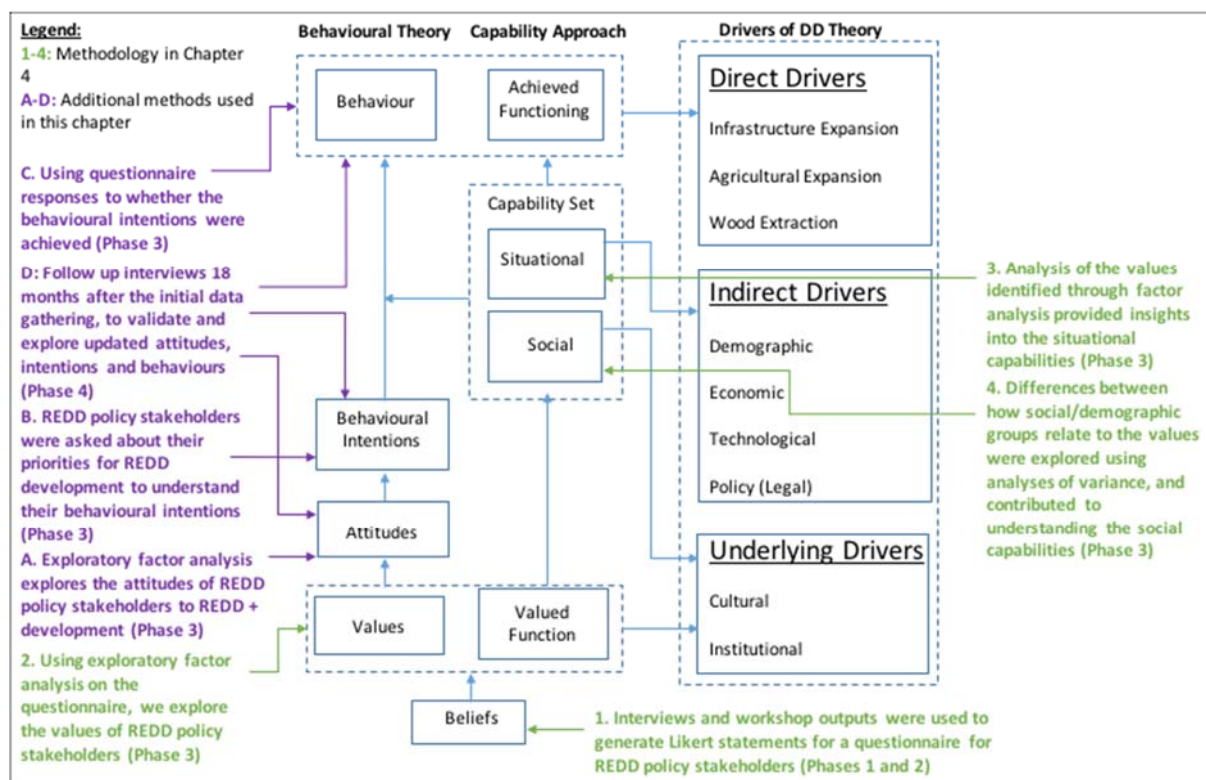 Legend:
1-4: Methodology in Chapter
4
A-D: Additional methods used
in this chapter
C. Using questionnaire
responses to whether the
behavioural intentions were
achieved (Phase 3)
D: Follow up interviews 18
months after the initial data
gathering, to validate and
explore updated attitudes,
intentions and behaviours
(Phase 4)
B. REDD policy stakeholders
were asked about their
priorities for REDD
development to understand
their behavioural intentions
(Phase 3)
A. Exploratory factor analysis
explores the attitudes of REDD
policy stakeholders to REDD +
development (Phase 3)
2. Using exploratory factor
analysis on the
questionnaire, we explore
the values of REDD policy
stakeholders (Phase 3)
Behavioural Theory
Behaviour
Behavioural
Intentions
Attitudes
Values
Beliefs
Capability Approach
Achieved
Functioning
Capability Set
Situational
Social
Valued
Function
Drivers of DD Theory
Direct Drivers
Infrastructure Expansion
Agricultural Expansion
Wood Extraction
Indirect Drivers
Demographic
Economic
Technological
Policy (Legal)
Underlying Drivers
Cultural
Institutional
3. Analysis of the values
identified through factor
analysis provided insights
into the situational
capabilities (Phase 3)
4. Differences between
how social/demographic
groups relate to the values
were explored using
analyses of variance, and
contributed to
understanding the social
capabilities (Phase 3)
1. Interviews and workshop outputs were used to
generate Likert statements for a questionnaire for
REDD policy stakeholders (Phases 1 and 2)